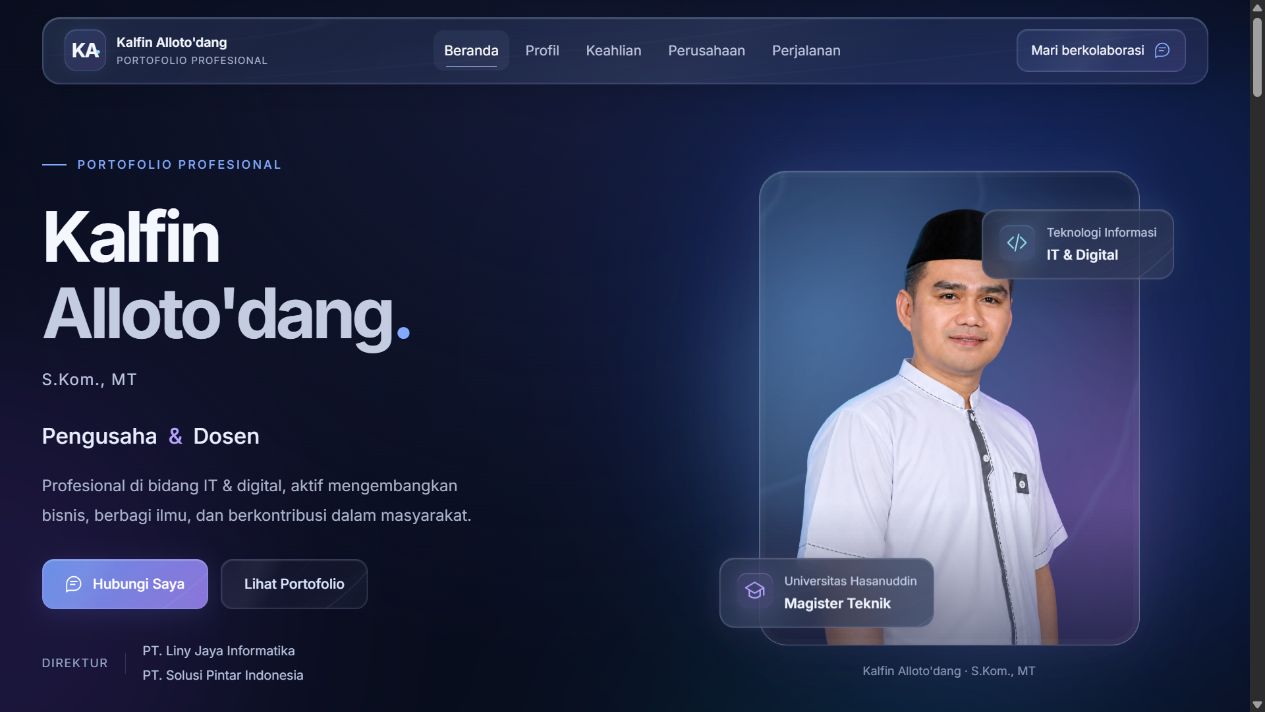 KA
Kalfin Alloto'dang
PORTOFOLIO PROFESIONAL
Beranda
Profil
Keahlian
Perusahaan
Perjalanan
Mari berkolaborasi
PORTOFOLIO PROFESIONAL
Kalfin
Alloto'dang.
S.Kom., MT
Pengusaha & Dosen
Profesional di bidang IT & digital, aktif mengembangkan
bisnis, berbagi ilmu, dan berkontribusi dalam masyarakat.
Hubungi Saya
Lihat Portofolio
DIREKTUR
PT. Liny Jaya Informatika
PT. Solusi Pintar Indonesia
Teknologi Informasi
IT & Digital
Universitas Hasanuddin
Magister Teknik
Kalfin Alloto'dang · S.Kom., MT